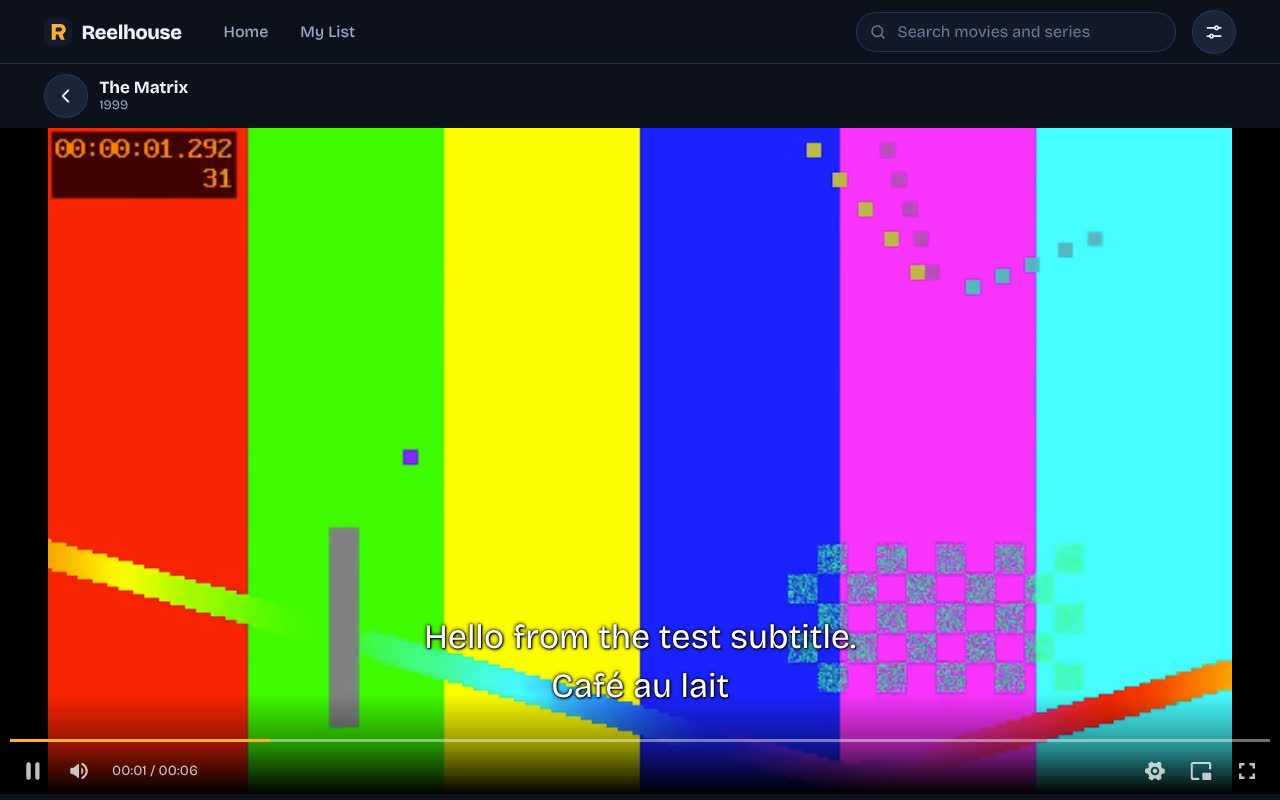 R Reelhouse Home My List Search movies and series
The Matrix
1999
00:00:01.292
31
Hello from the test subtitle.
Café au lait
00:01 / 00:06